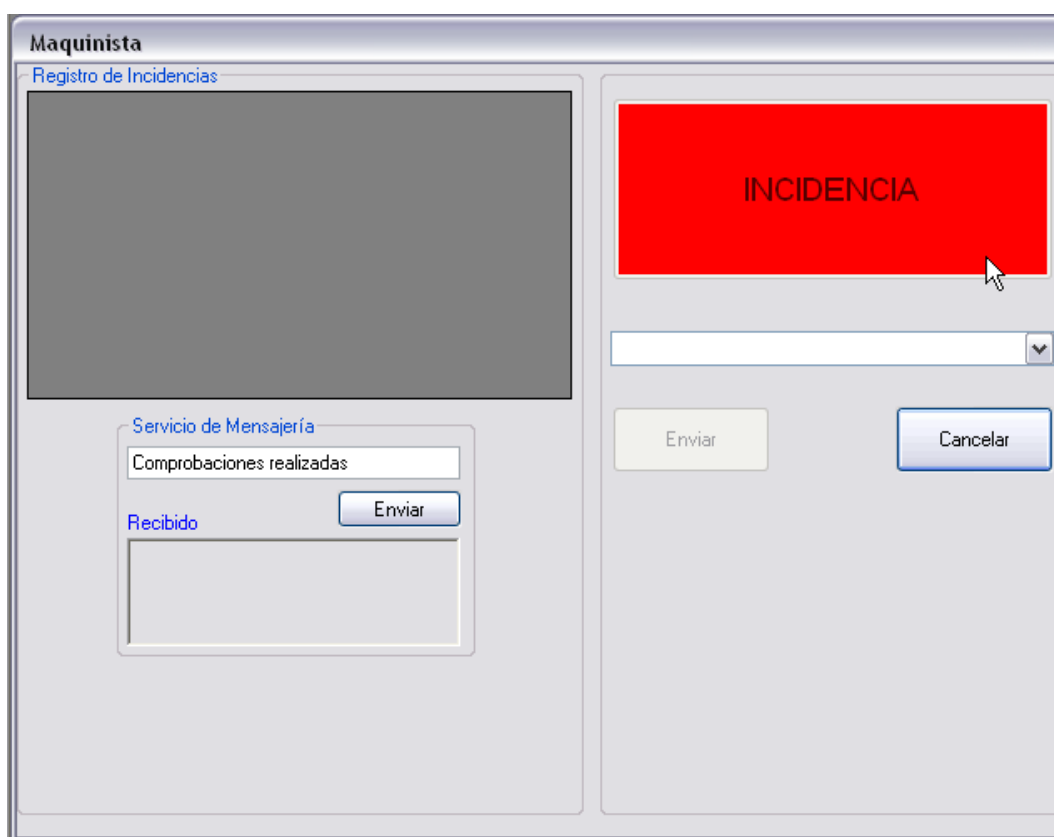 Maquinista
Registro de Incidencias
INCIDENCIA
Enviar
Cancelar
Servicio de Mensajería
Comprobaciones realizadas
Enviar
Recibido